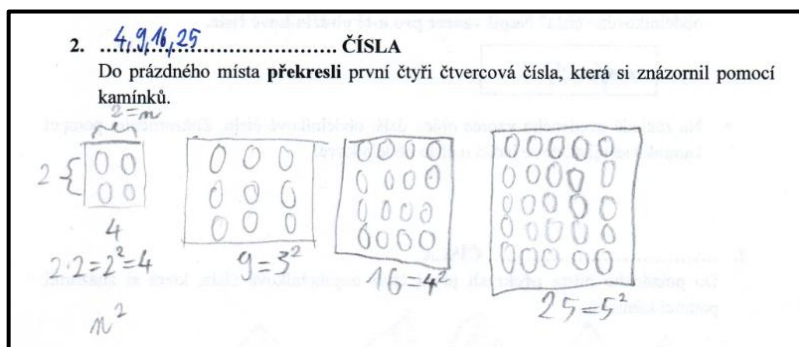 2. ...4,9,16,25... ČÍSLA
Do prázdného místa překresli první čtyři čtvercová čísla, která si znázornil pomocí
kamínků.
2=n
2
4
2·2=2²=4
n²
9=3²
16=4²
25=5²